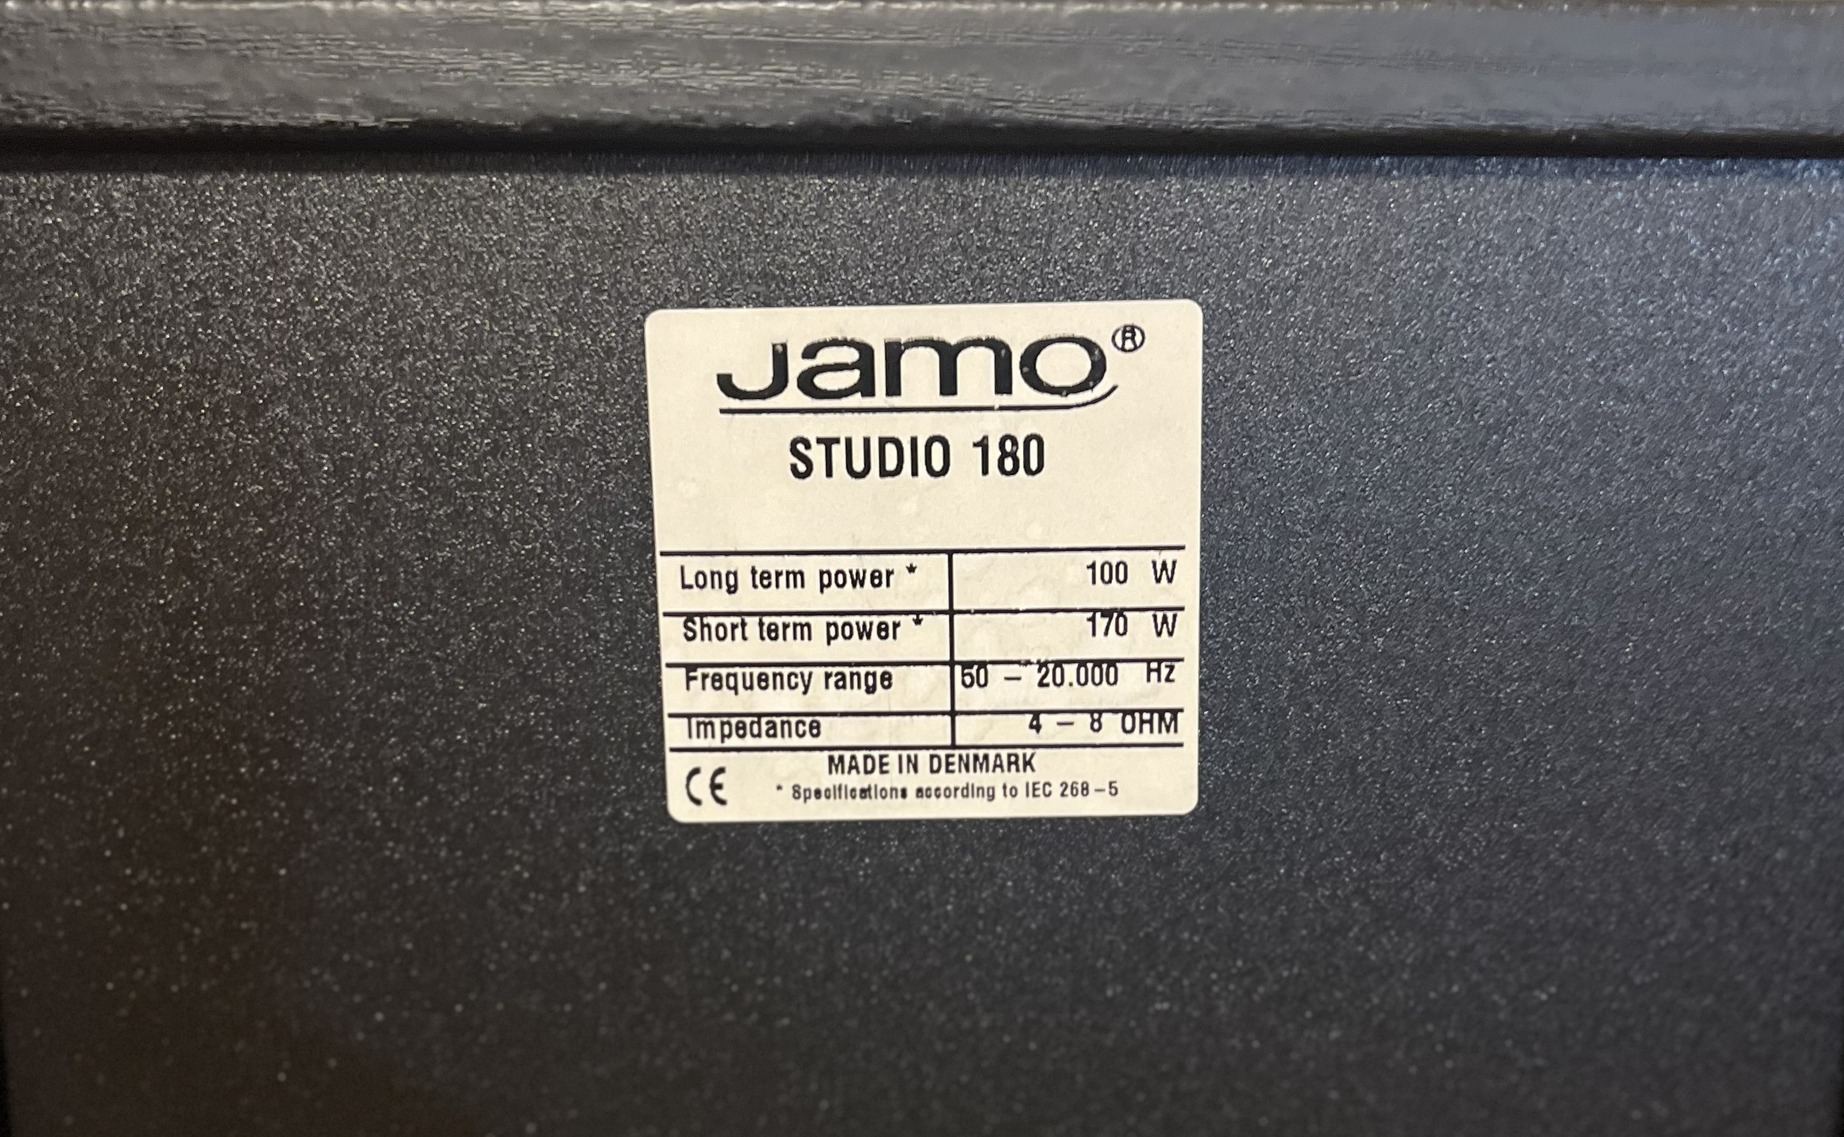 Jamo®
STUDIO 180
Long term power * 100 W
Short term power * 170 W
Frequency range 50 – 20.000 Hz
Impedance 4 – 8 OHM
MADE IN DENMARK
CE * Specifications according to IEC 268–5